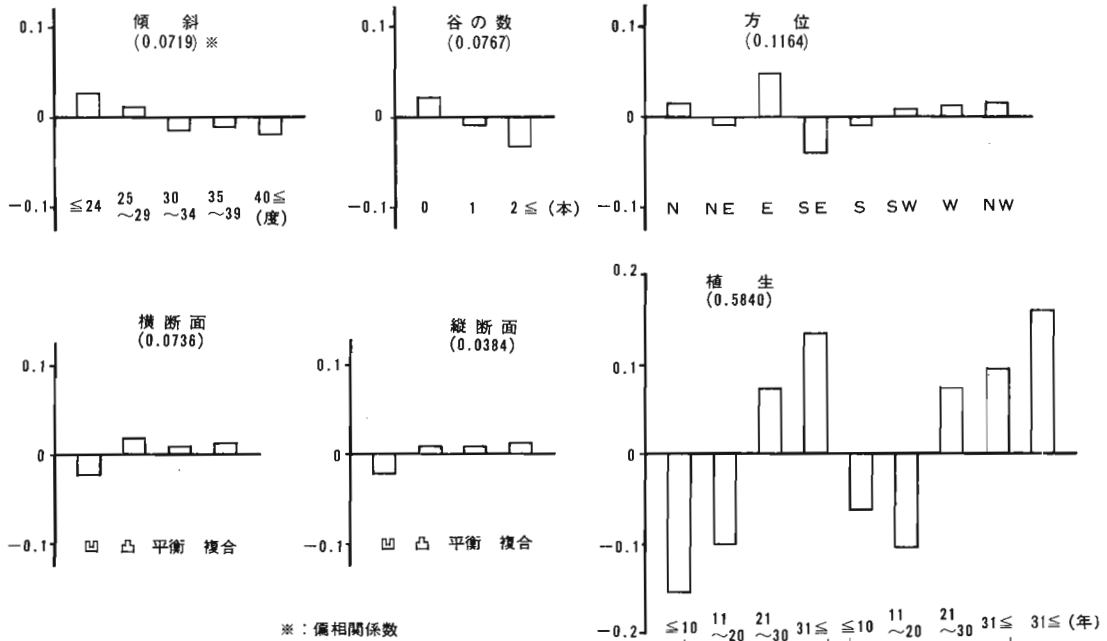 傾斜
(0.0719) ※
0.1
0
-0.1
≦24 25～29 30～34 35～39 40≦ (度)
谷の数
(0.0767)
0.1
0
-0.1
0 1 2≦ (本)
方位
(0.1164)
0.1
0
-0.1
N NE E SE S SW W NW
横断面
(0.0736)
0.1
0
-0.1
凹 凸 平衡 複合
縦断面
(0.0384)
0.1
0
-0.1
凹 凸 平衡 複合
植生
(0.5840)
0.2
0.1
0
-0.1
-0.2
≦10 11～20 21～30 31≦ ≦10 11～20 21～30 31≦ 31≦ (年)
※：偏相関係数